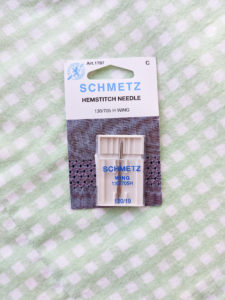 Art. 1787
C
SCHMETZ
HEMSTITCH NEEDLE
130/705 H WING
SCHMETZ
WING
130/705H
120/19